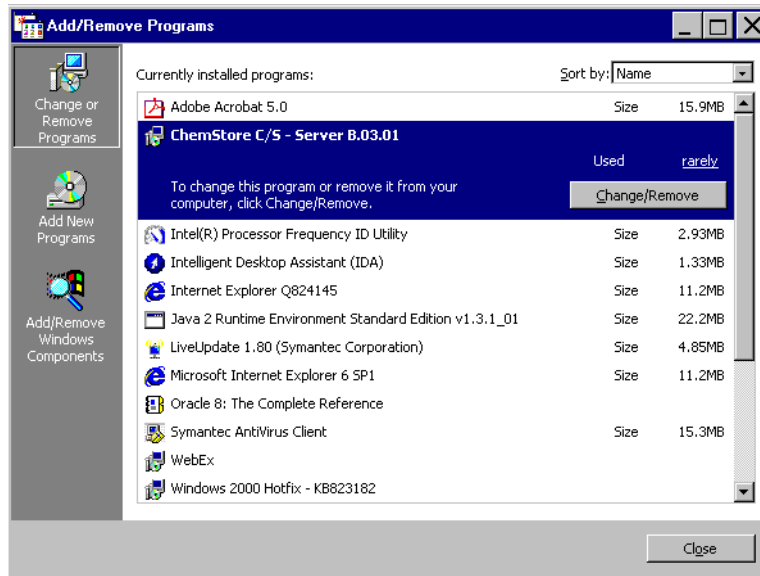 Add/Remove Programs
Change or
Remove
Programs
Add New
Programs
Add/Remove
Windows
Components
Currently installed programs:
Sort by: Name
Adobe Acrobat 5.0 Size 15.9MB
ChemStore C/S - Server B.03.01
Used rarely
To change this program or remove it from your
computer, click Change/Remove.
Change/Remove
Intel(R) Processor Frequency ID Utility Size 2.93MB
Intelligent Desktop Assistant (IDA) Size 1.33MB
Internet Explorer Q824145 Size 11.2MB
Java 2 Runtime Environment Standard Edition v1.3.1_01 Size 22.2MB
LiveUpdate 1.80 (Symantec Corporation) Size 4.85MB
Microsoft Internet Explorer 6 SP1 Size 11.2MB
Oracle 8: The Complete Reference
Symantec AntiVirus Client Size 15.3MB
WebEx
Windows 2000 Hotfix - KB823182
Close